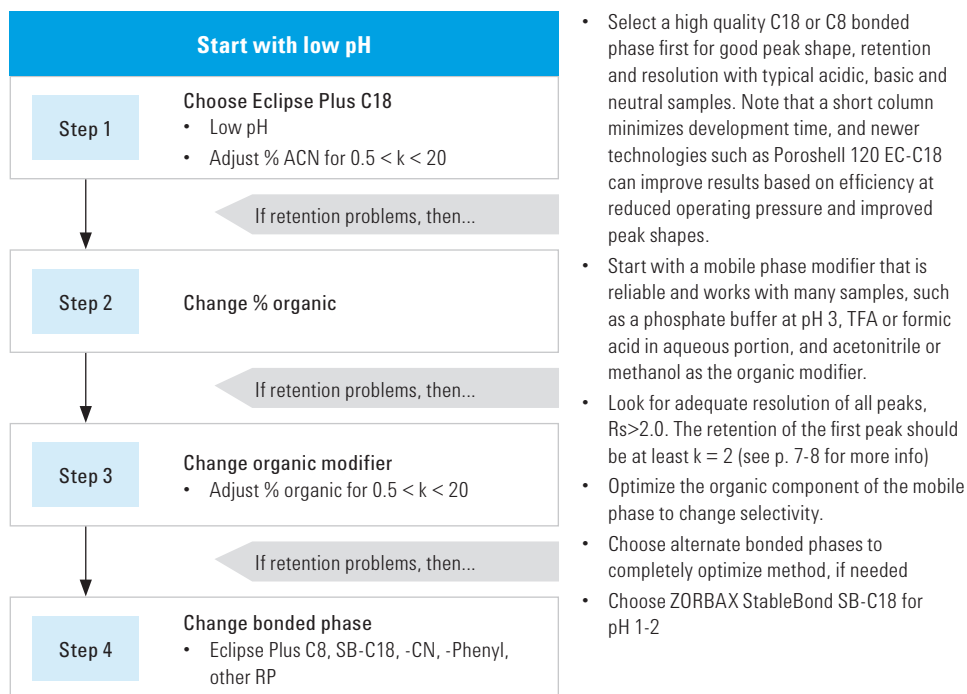 Start with low pH
Step 1
Choose Eclipse Plus C18
• Low pH
• Adjust % ACN for 0.5 < k < 20
If retention problems, then...
Step 2
Change % organic
If retention problems, then...
Step 3
Change organic modifier
• Adjust % organic for 0.5 < k < 20
If retention problems, then...
Step 4
Change bonded phase
• Eclipse Plus C8, SB-C18, -CN, -Phenyl,
other RP
• Select a high quality C18 or C8 bonded
phase first for good peak shape, retention
and resolution with typical acidic, basic and
neutral samples. Note that a short column
minimizes development time, and newer
technologies such as Poroshell 120 EC-C18
can improve results based on efficiency at
reduced operating pressure and improved
peak shapes.
• Start with a mobile phase modifier that is
reliable and works with many samples, such
as a phosphate buffer at pH 3, TFA or formic
acid in aqueous portion, and acetonitrile or
methanol as the organic modifier.
• Look for adequate resolution of all peaks,
Rs>2.0. The retention of the first peak should
be at least k = 2 (see p. 7-8 for more info)
• Optimize the organic component of the mobile
phase to change selectivity.
• Choose alternate bonded phases to
completely optimize method, if needed
• Choose ZORBAX StableBond SB-C18 for
pH 1-2